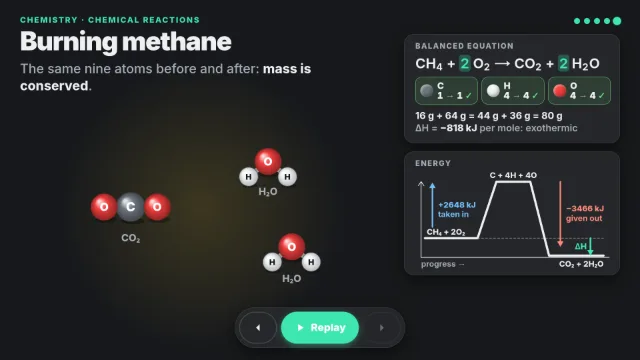 CHEMISTRY · CHEMICAL REACTIONS
Burning methane
The same nine atoms before and after: mass is
conserved.
O
C
O
CO₂
O
H
H
H₂O
O
H
H
H₂O
Replay
BALANCED EQUATION
CH₄ + 2 O₂ → CO₂ + 2 H₂O
C
1 → 1 ✓
H
4 → 4 ✓
O
4 → 4 ✓
16 g + 64 g = 44 g + 36 g = 80 g
ΔH = −818 kJ per mole: exothermic
ENERGY
C + 4H + 4O
+2648 kJ
taken in
−3466 kJ
given out
CH₄ + 2O₂
ΔH
progress →
CO₂ + 2H₂O